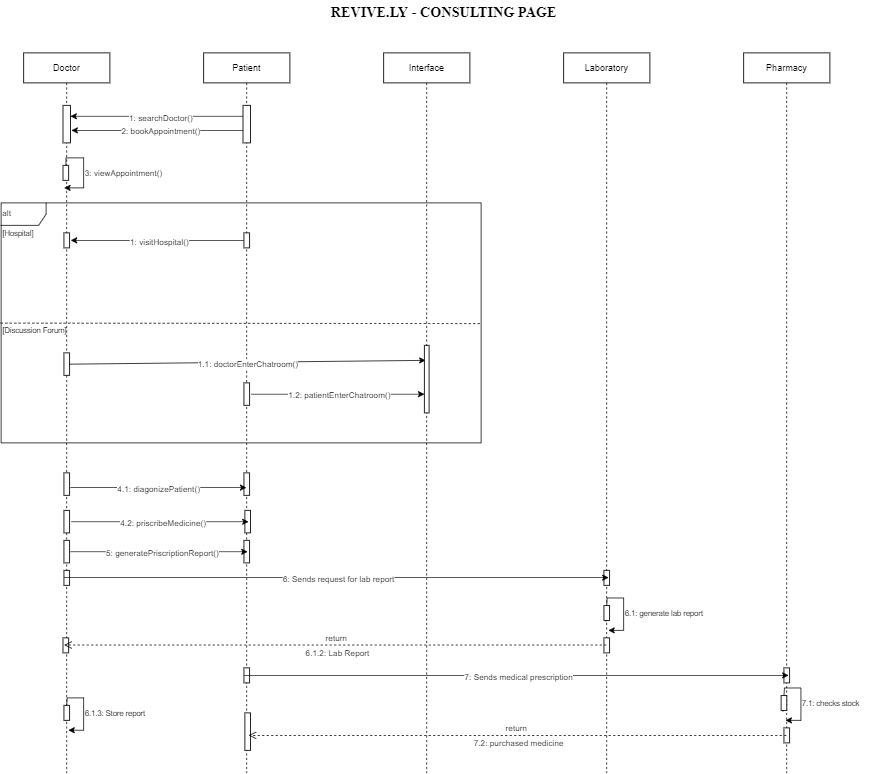 REVIVE.LY - CONSULTING PAGE
Doctor
Patient
Interface
Laboratory
Pharmacy
1: searchDoctor()
2: bookAppointment()
3: viewAppointment()
alt
[Hospital]
1: visitHospital()
[Discussion Forum]
1.1: doctorEnterChatroom()
1.2: patientEnterChatroom()
4.1: diagonizePatient()
4.2: priscribeMedicine()
5: generatePriscriptionReport()
6: Sends request for lab report
6.1: generate lab report
return
6.1.2: Lab Report
7: Sends medical prescription
7.1: checks stock
6.1.3: Store report
return
7.2: purchased medicine